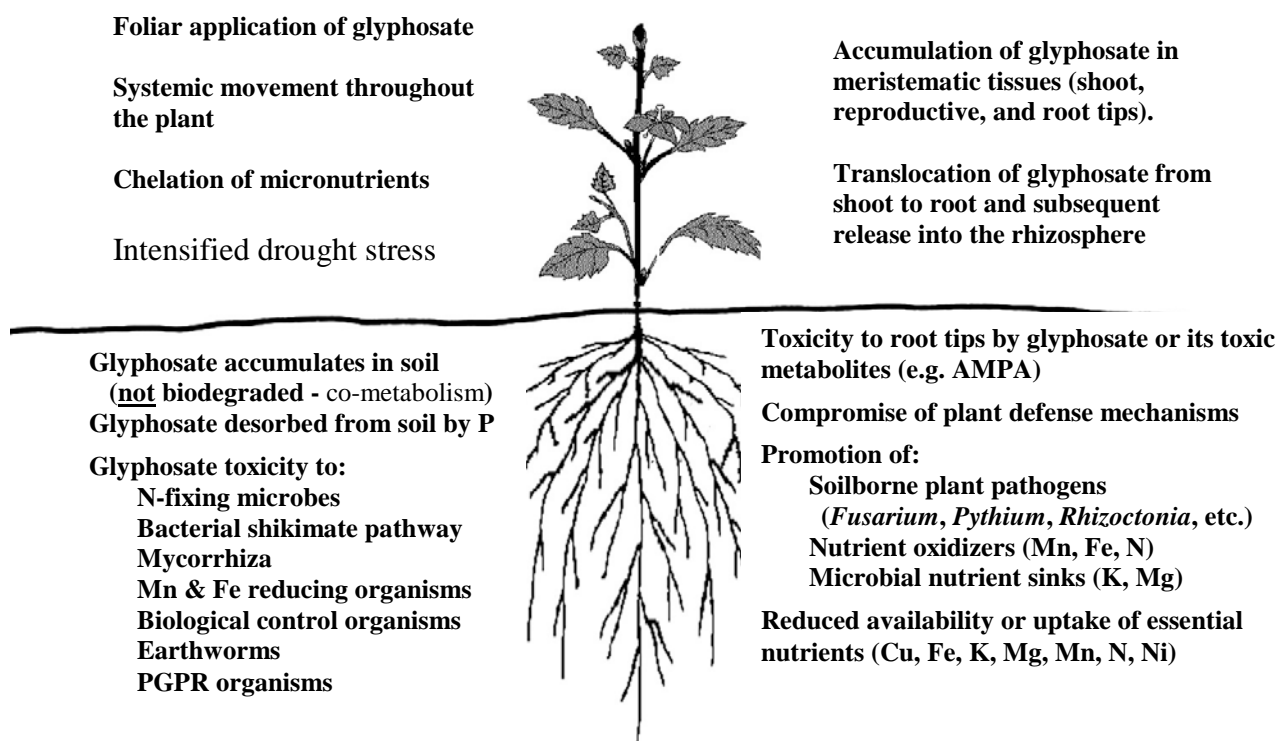 Foliar application of glyphosate
Systemic movement throughout
the plant
Chelation of micronutrients
Intensified drought stress
Accumulation of glyphosate in
meristematic tissues (shoot,
reproductive, and root tips).
Translocation of glyphosate from
shoot to root and subsequent
release into the rhizosphere
Glyphosate accumulates in soil
(not biodegraded - co-metabolism)
Glyphosate desorbed from soil by P
Glyphosate toxicity to:
N-fixing microbes
Bacterial shikimate pathway
Mycorrhiza
Mn & Fe reducing organisms
Biological control organisms
Earthworms
PGPR organisms
Toxicity to root tips by glyphosate or its toxic
metabolites (e.g. AMPA)
Compromise of plant defense mechanisms
Promotion of:
Soilborne plant pathogens
(Fusarium, Pythium, Rhizoctonia, etc.)
Nutrient oxidizers (Mn, Fe, N)
Microbial nutrient sinks (K, Mg)
Reduced availability or uptake of essential
nutrients (Cu, Fe, K, Mg, Mn, N, Ni)